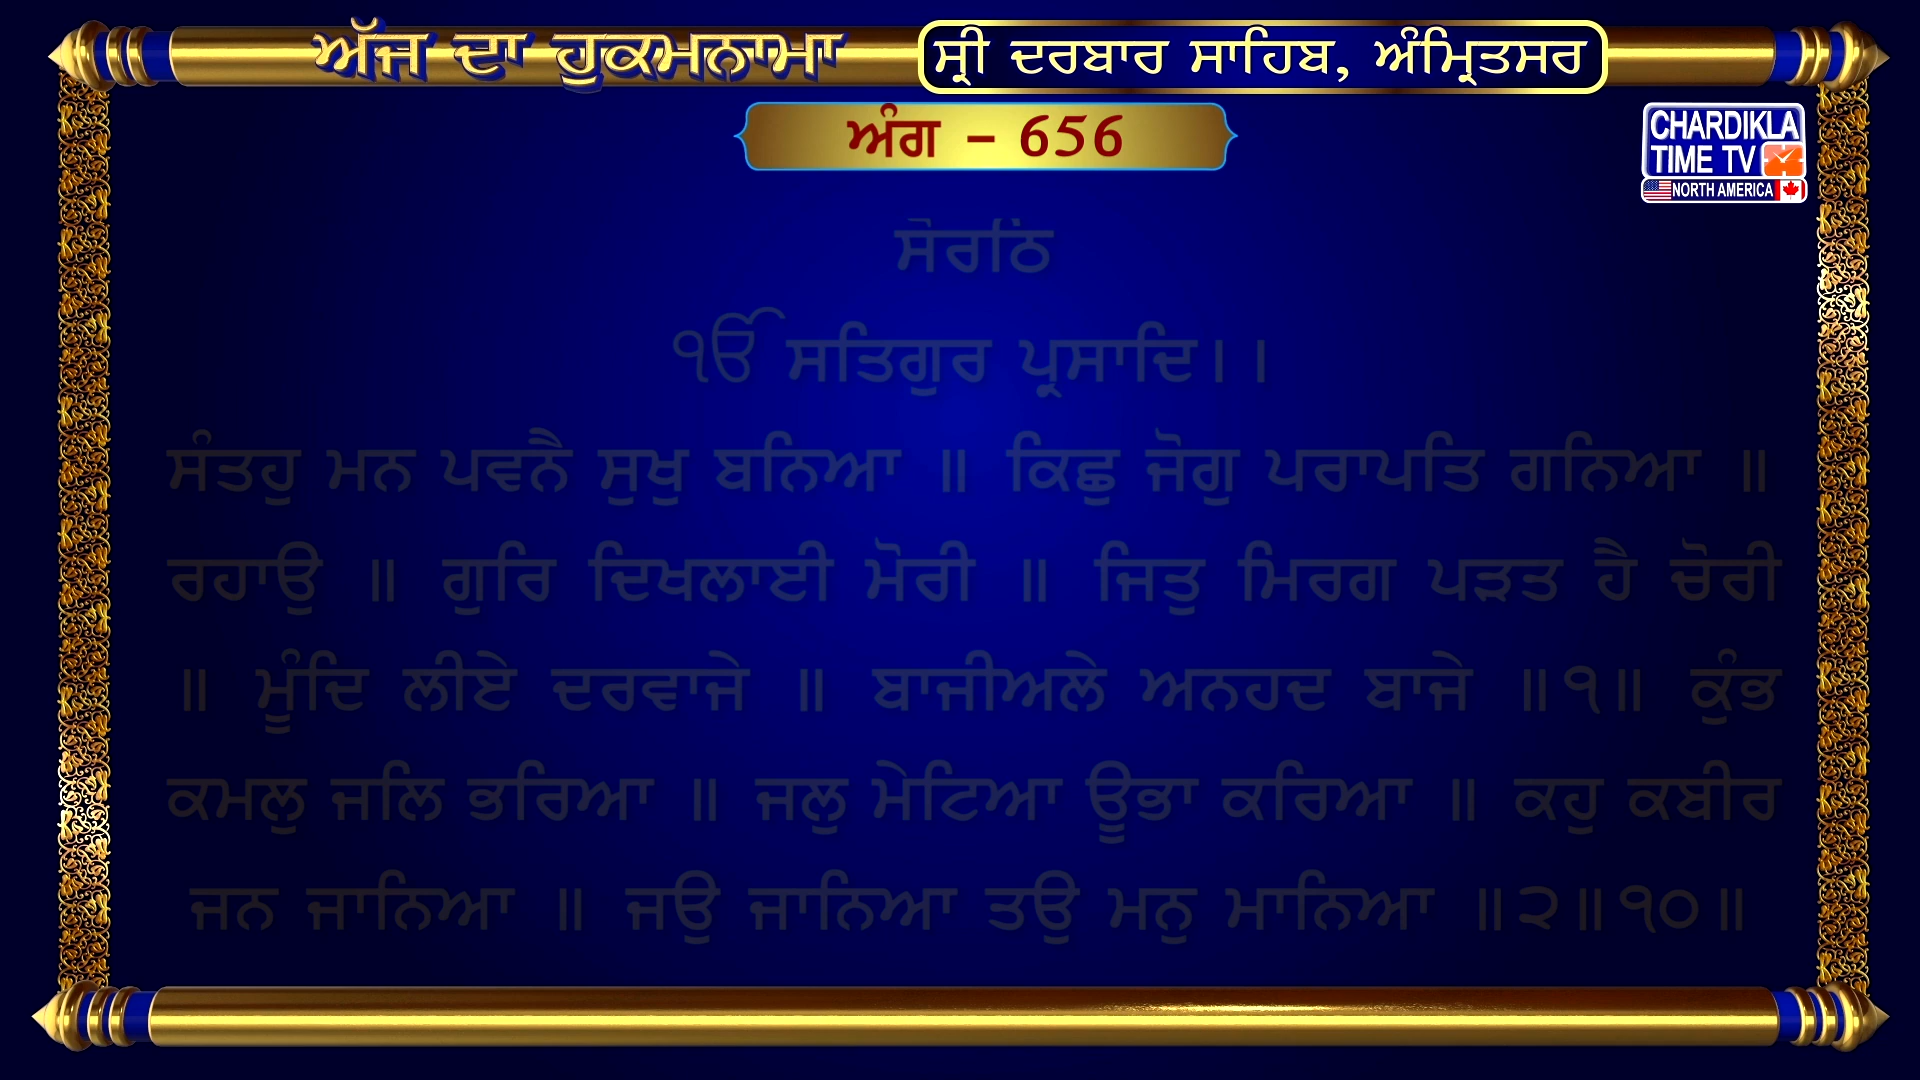 ਅੱਜ ਦਾ ਹੁਕਮਨਾਮਾ
ਸ੍ਰੀ ਦਰਬਾਰ ਸਾਹਿਬ, ਅੰਮ੍ਰਿਤਸਰ
ਅੰਗ – 656
CHARDIKLA
TIME TV
NORTH AMERICA
ਸੋਰਠਿ
ੴ ਸਤਿਗੁਰ ਪ੍ਰਸਾਦਿ।।
ਸੰਤਹੁ ਮਨ ਪਵਨੈ ਸੁਖੁ ਬਨਿਆ ॥ ਕਿਛੁ ਜੋਗੁ ਪਰਾਪਤਿ ਗਨਿਆ ॥
ਰਹਾਉ ॥ ਗੁਰਿ ਦਿਖਲਾਈ ਮੋਰੀ ॥ ਜਿਤੁ ਮਿਰਗ ਪੜਤ ਹੈ ਚੋਰੀ
॥ ਮੂੰਦਿ ਲੀਏ ਦਰਵਾਜੇ ॥ ਬਾਜੀਅਲੇ ਅਨਹਦ ਬਾਜੇ ॥੧॥ ਕੁੰਭ
ਕਮਲੁ ਜਲਿ ਭਰਿਆ ॥ ਜਲੁ ਮੇਟਿਆ ਊਭਾ ਕਰਿਆ ॥ ਕਹੁ ਕਬੀਰ
ਜਨ ਜਾਨਿਆ ॥ ਜਉ ਜਾਨਿਆ ਤਉ ਮਨੁ ਮਾਨਿਆ ॥੨॥੧੦॥